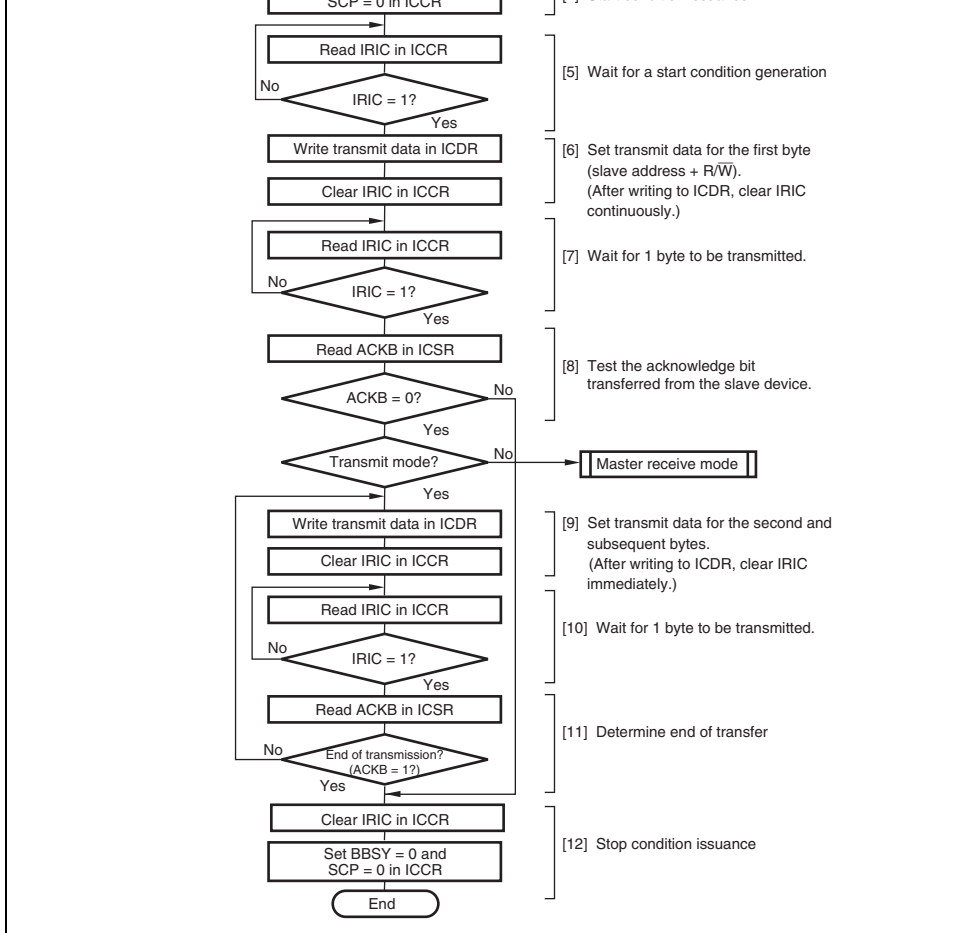 SCP = 0 in ICCR
Read IRIC in ICCR
[5] Wait for a start condition generation
No
IRIC = 1?
Yes
Write transmit data in ICDR
[6] Set transmit data for the first byte
(slave address + R/W̅).
(After writing to ICDR, clear IRIC
continuously.)
Clear IRIC in ICCR
Read IRIC in ICCR
[7] Wait for 1 byte to be transmitted.
No
IRIC = 1?
Yes
Read ACKB in ICSR
[8] Test the acknowledge bit
transferred from the slave device.
ACKB = 0?
No
Yes
Transmit mode?
No
Master receive mode
Yes
Write transmit data in ICDR
[9] Set transmit data for the second and
subsequent bytes.
(After writing to ICDR, clear IRIC
immediately.)
Clear IRIC in ICCR
Read IRIC in ICCR
[10] Wait for 1 byte to be transmitted.
No
IRIC = 1?
Yes
Read ACKB in ICSR
[11] Determine end of transfer
No
End of transmission?
(ACKB = 1?)
Yes
Clear IRIC in ICCR
[12] Stop condition issuance
Set BBSY = 0 and
SCP = 0 in ICCR
End